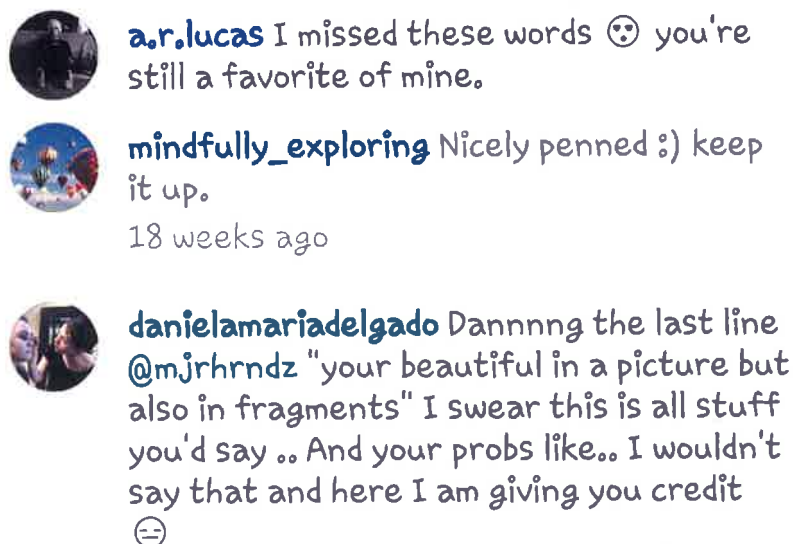 a.r.lucas I missed these words 😍 you're
still a favorite of mine.
mindfully_exploring Nicely penned :) keep
it up.
18 weeks ago
danielamariadelgado Dannnng the last line
@mjrhrndz "your beautiful in a picture but
also in fragments" I swear this is all stuff
you'd say .. And your probs like.. I wouldn't
say that and here I am giving you credit
😑